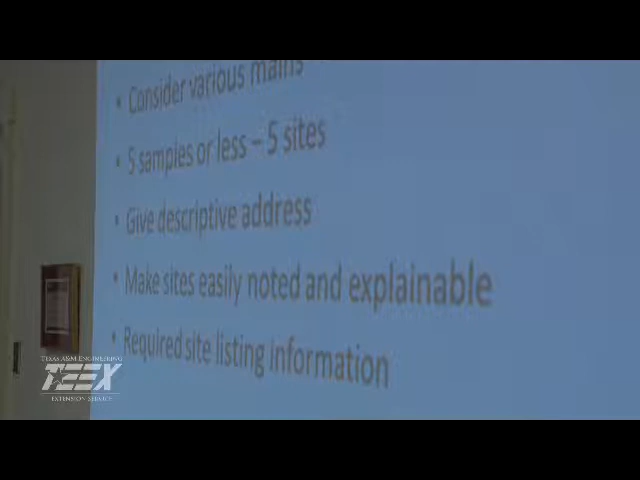 • Consider various mains
• 5 samples or less – 5 sites
• Give descriptive address
• Make sites easily noted and explainable
• Required site listing information
TEXAS A&M ENGINEERING
TEEX
EXTENSION SERVICE